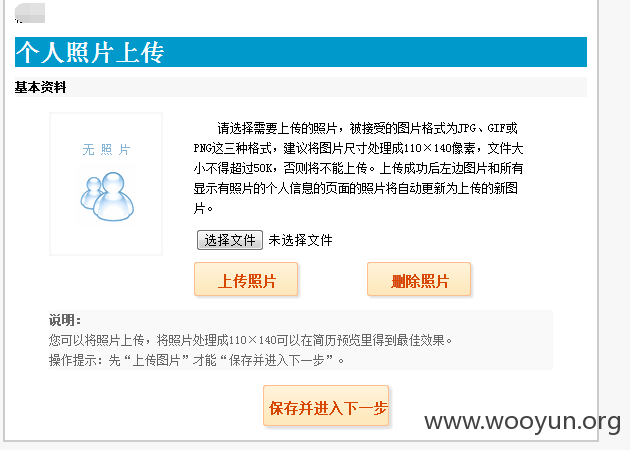 个人照片上传
基本资料
无 照 片
请选择需要上传的照片，被接受的图片格式为JPG、GIF或
PNG这三种格式，建议将图片尺寸处理成110×140像素，文件大
小不得超过50K，否则将不能上传。上传成功后左边图片和所有
显示有照片的个人信息的页面的照片将自动更新为上传的新图
片。
选择文件 未选择文件
上传照片 删除照片
说明：
您可以将照片上传，将照片处理成110×140可以在简历预览里得到最佳效果。
操作提示：先“上传图片”才能“保存并进入下一步”。
保存并进入下一步
www.wooyun.org